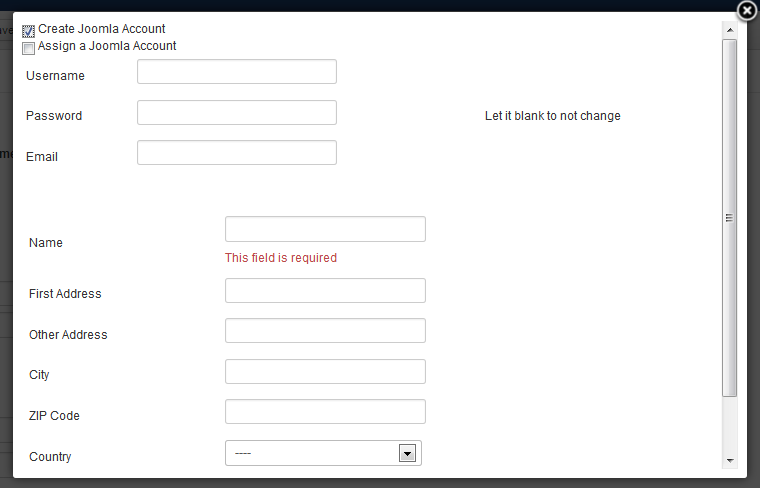 Create Joomla Account
Assign a Joomla Account
Username
Password
Let it blank to not change
Email
Name
This field is required
First Address
Other Address
City
ZIP Code
Country
----